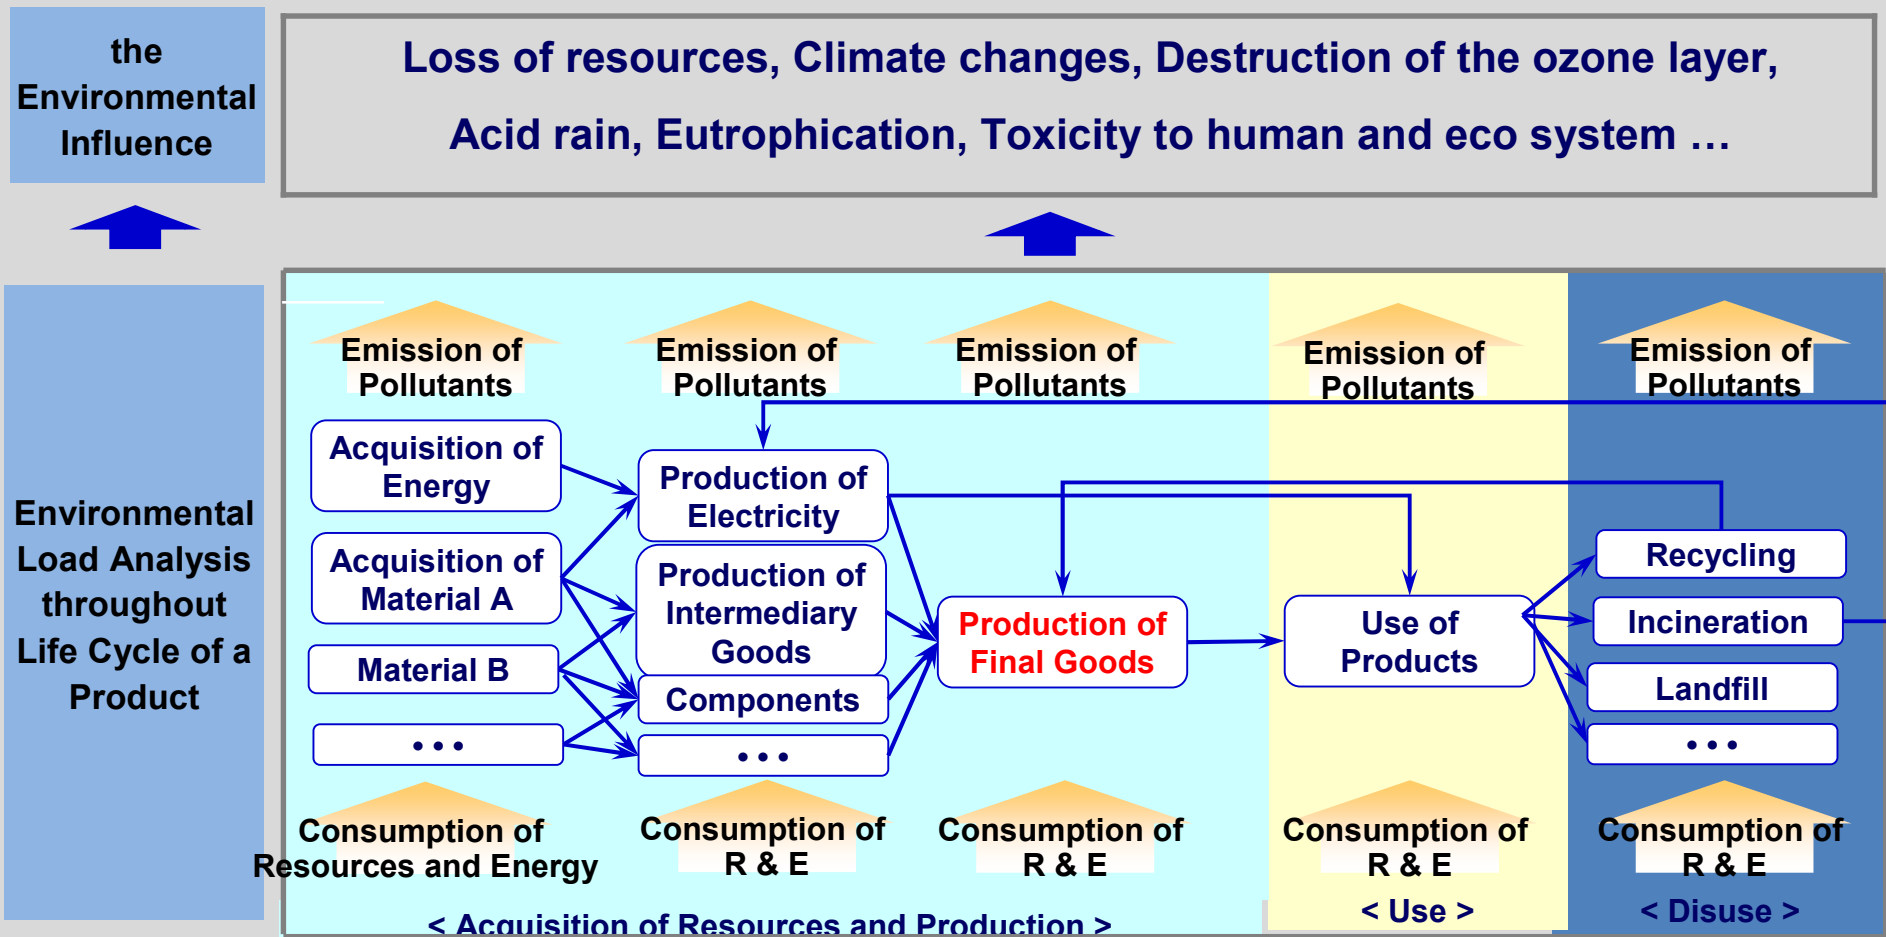 the
Environmental
Influence
Loss of resources, Climate changes, Destruction of the ozone layer,
Acid rain, Eutrophication, Toxicity to human and eco system …
Environmental
Load Analysis
throughout
Life Cycle of a
Product
Emission of
Pollutants
Emission of
Pollutants
Emission of
Pollutants
Emission of
Pollutants
Emission of
Pollutants
Acquisition of
Energy
Acquisition of
Material A
Material B
• • •
Production of
Electricity
Production of
Intermediary
Goods
Components
• • •
Production of
Final Goods
Use of
Products
Recycling
Incineration
Landfill
• • •
Consumption of
Resources and Energy
Consumption of
R & E
Consumption of
R & E
Consumption of
R & E
Consumption of
R & E
< Acquisition of Resources and Production >
< Use >
< Disuse >